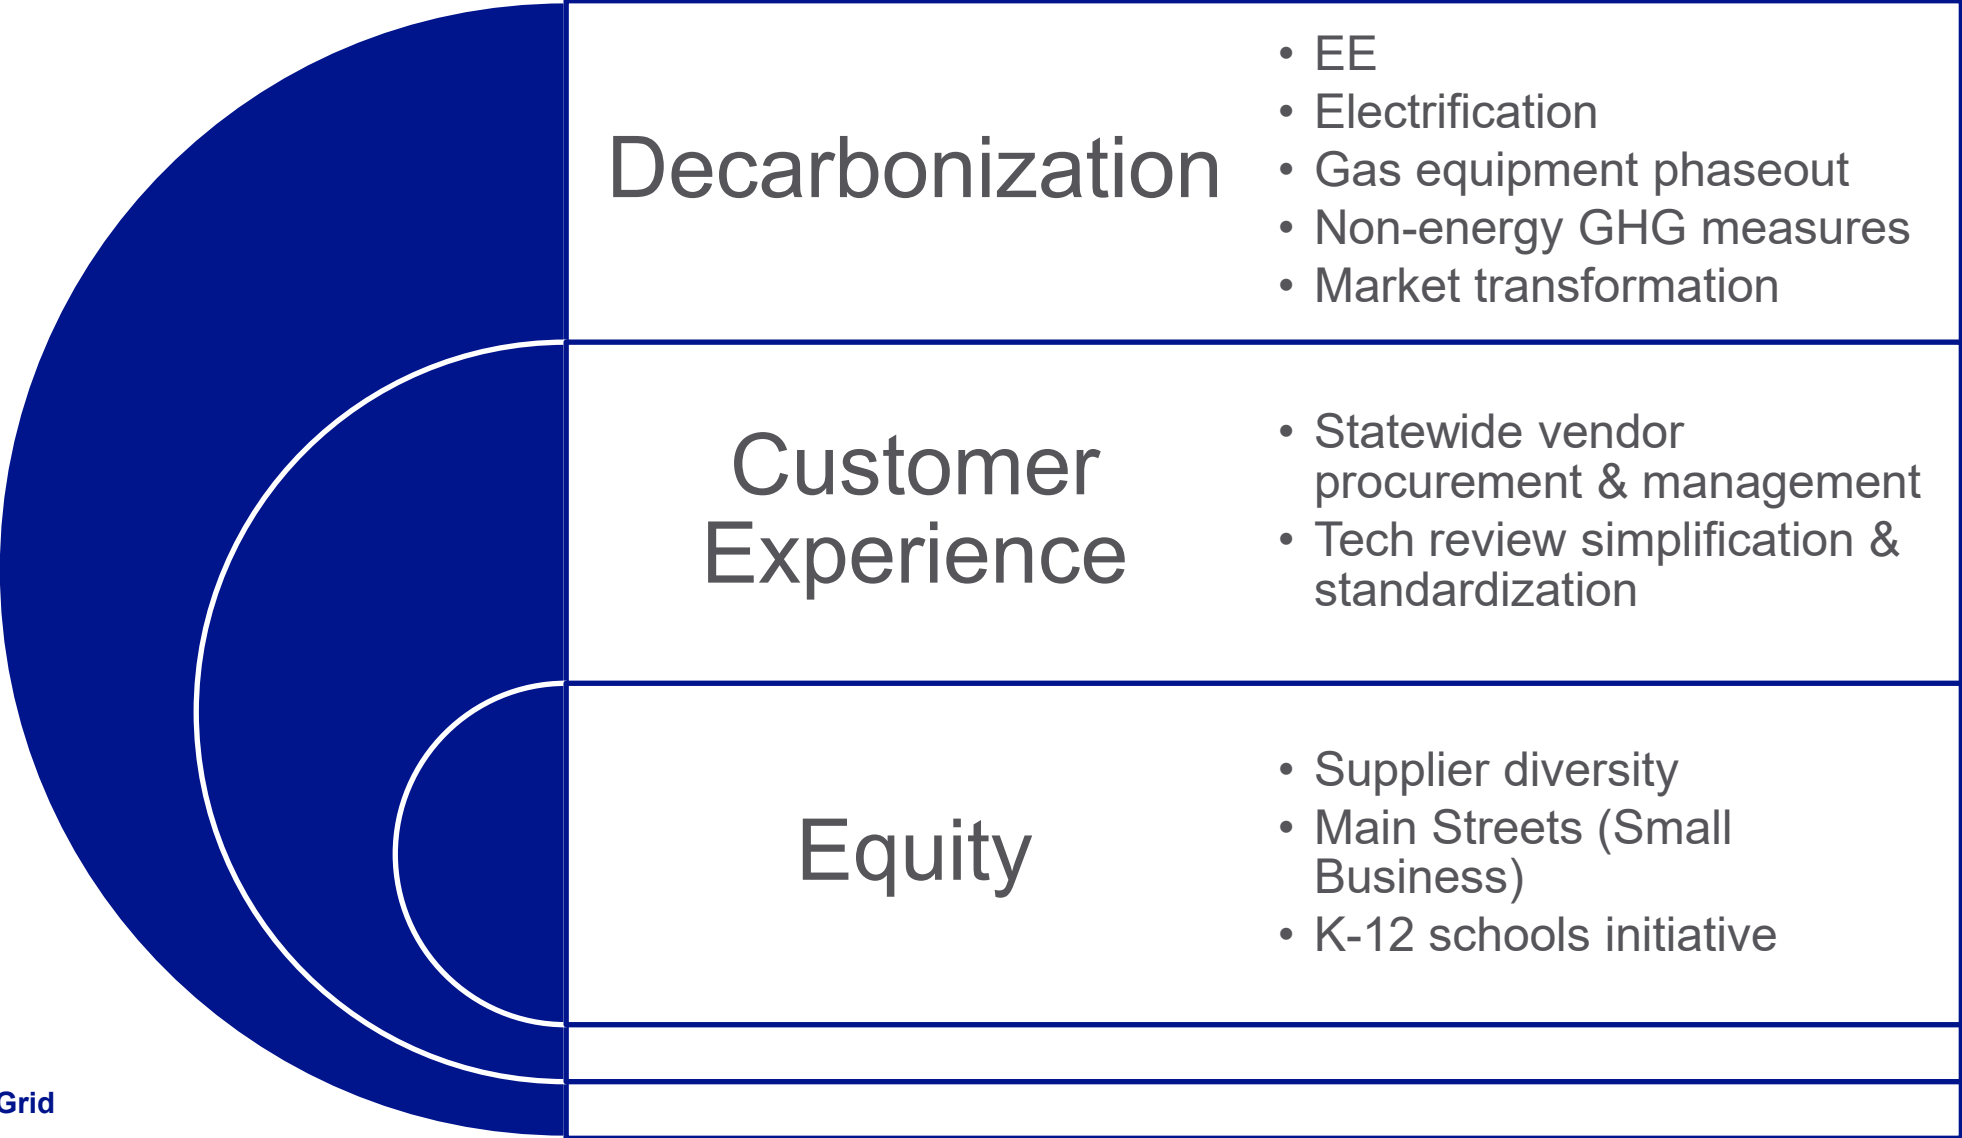 Decarbonization
• EE
• Electrification
• Gas equipment phaseout
• Non-energy GHG measures
• Market transformation
Customer
Experience
• Statewide vendor
procurement & management
• Tech review simplification &
standardization
Equity
• Supplier diversity
• Main Streets (Small
Business)
• K-12 schools initiative
Grid